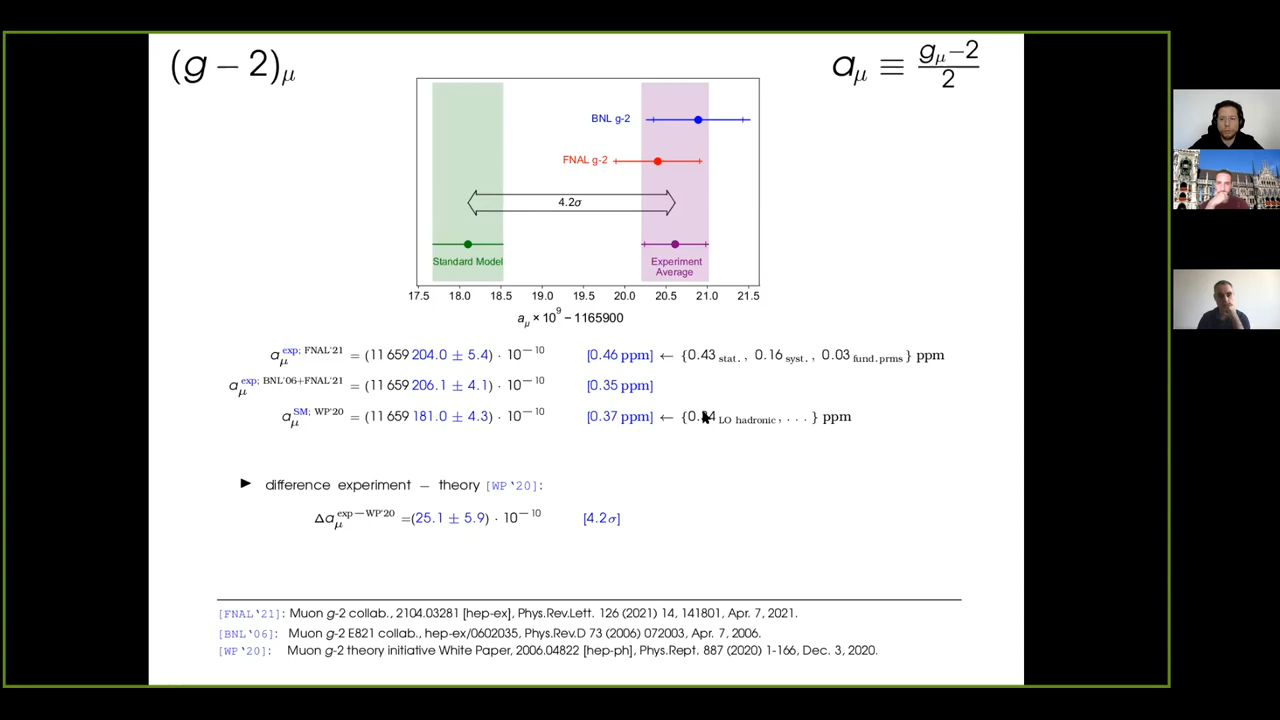 (g − 2)μ
aμ ≡ (gμ−2)/2
BNL g-2
FNAL g-2
4.2σ
Standard Model
Experiment
Average
17.5 18.0 18.5 19.0 19.5 20.0 20.5 21.0 21.5
aμ × 10⁹ − 1165900
aμ^exp; FNAL'21 = (11 659 204.0 ± 5.4) · 10⁻¹⁰ [0.46 ppm] ← {0.43 stat. , 0.16 syst. , 0.03 fund.prms } ppm
aμ^exp; BNL'06+FNAL'21 = (11 659 206.1 ± 4.1) · 10⁻¹⁰ [0.35 ppm]
aμ^SM; WP'20 = (11 659 181.0 ± 4.3) · 10⁻¹⁰ [0.37 ppm] ← { LO hadronic , . . . } ppm
► difference experiment − theory [WP‘20]:
Δaμ^exp−WP'20 =(25.1 ± 5.9) · 10⁻¹⁰ [4.2 σ]
[FNAL‘21]: Muon g-2 collab., 2104.03281 [hep-ex], Phys.Rev.Lett. 126 (2021) 14, 141801, Apr. 7, 2021.
[BNL‘06]: Muon g-2 E821 collab., hep-ex/0602035, Phys.Rev.D 73 (2006) 072003, Apr. 7, 2006.
[WP‘20]: Muon g-2 theory initiative White Paper, 2006.04822 [hep-ph], Phys.Rept. 887 (2020) 1-166, Dec. 3, 2020.